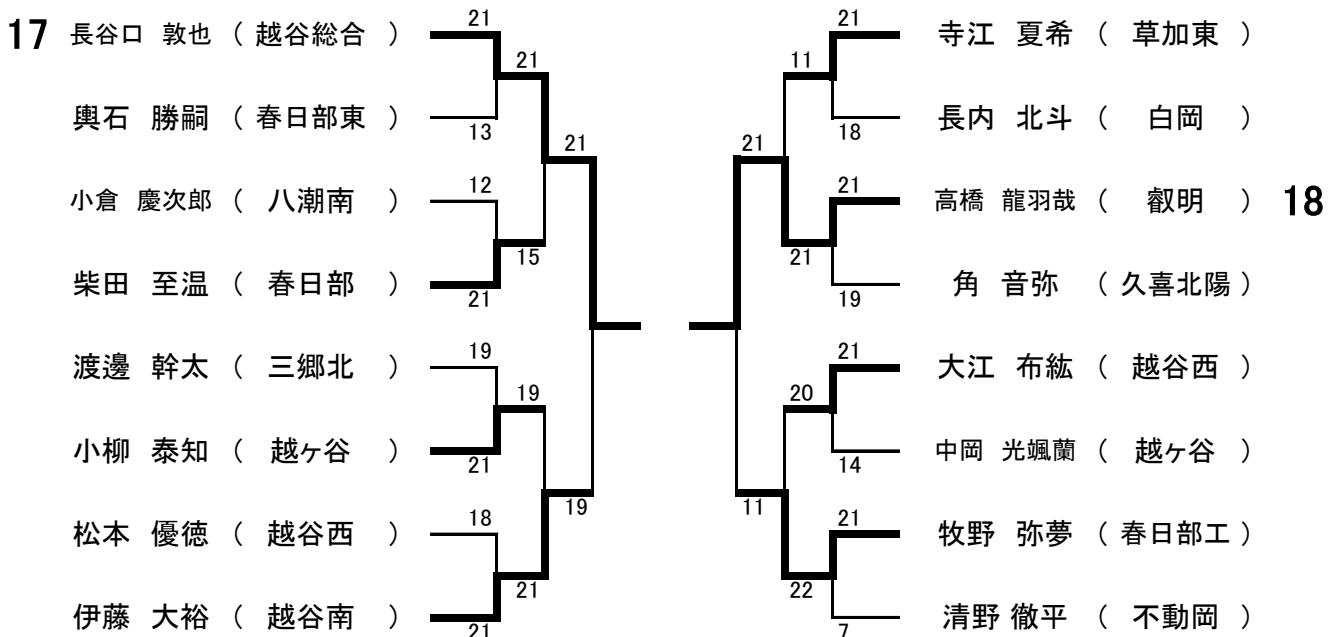 17 長谷口 敦也 ( 越谷総合 ) 21 21 寺江 夏希 ( 草加東 )
21 11
輿石 勝嗣 ( 春日部東 ) 13 18 長内 北斗 ( 白岡 )
21 21
小倉 慶次郎 ( 八潮南 ) 12 21 高橋 龍羽哉 ( 叡明 ) 18
15 21
柴田 至温 ( 春日部 ) 21 19 角 音弥 ( 久喜北陽 )
渡邊 幹太 ( 三郷北 ) 19 21 大江 布紘 ( 越谷西 )
19 20
小柳 泰知 ( 越ヶ谷 ) 21 14 中岡 光颯蘭 ( 越ヶ谷 )
19 11
松本 優徳 ( 越谷西 ) 18 21 牧野 弥夢 ( 春日部工 )
21 22
伊藤 大裕 ( 越谷南 ) 21 7 清野 徹平 ( 不動岡 )